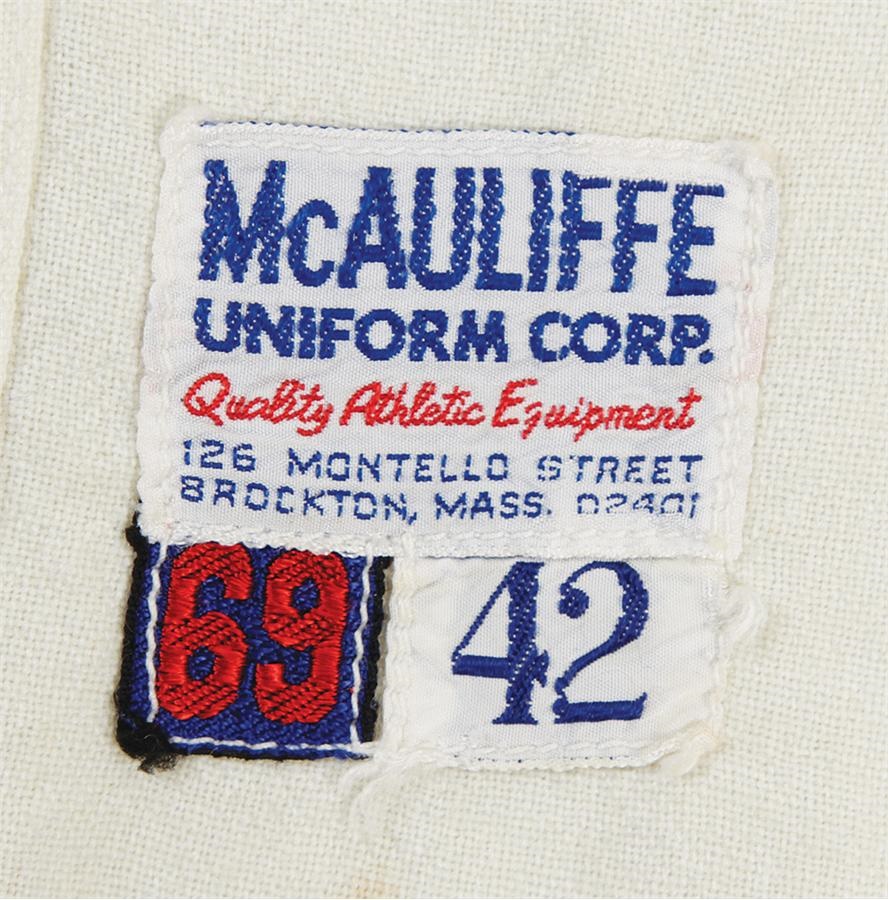 McAULIFFE
UNIFORM CORP.
Quality Athletic Equipment
126 MONTELLO STREET
BROCKTON, MASS. 02401
69 42